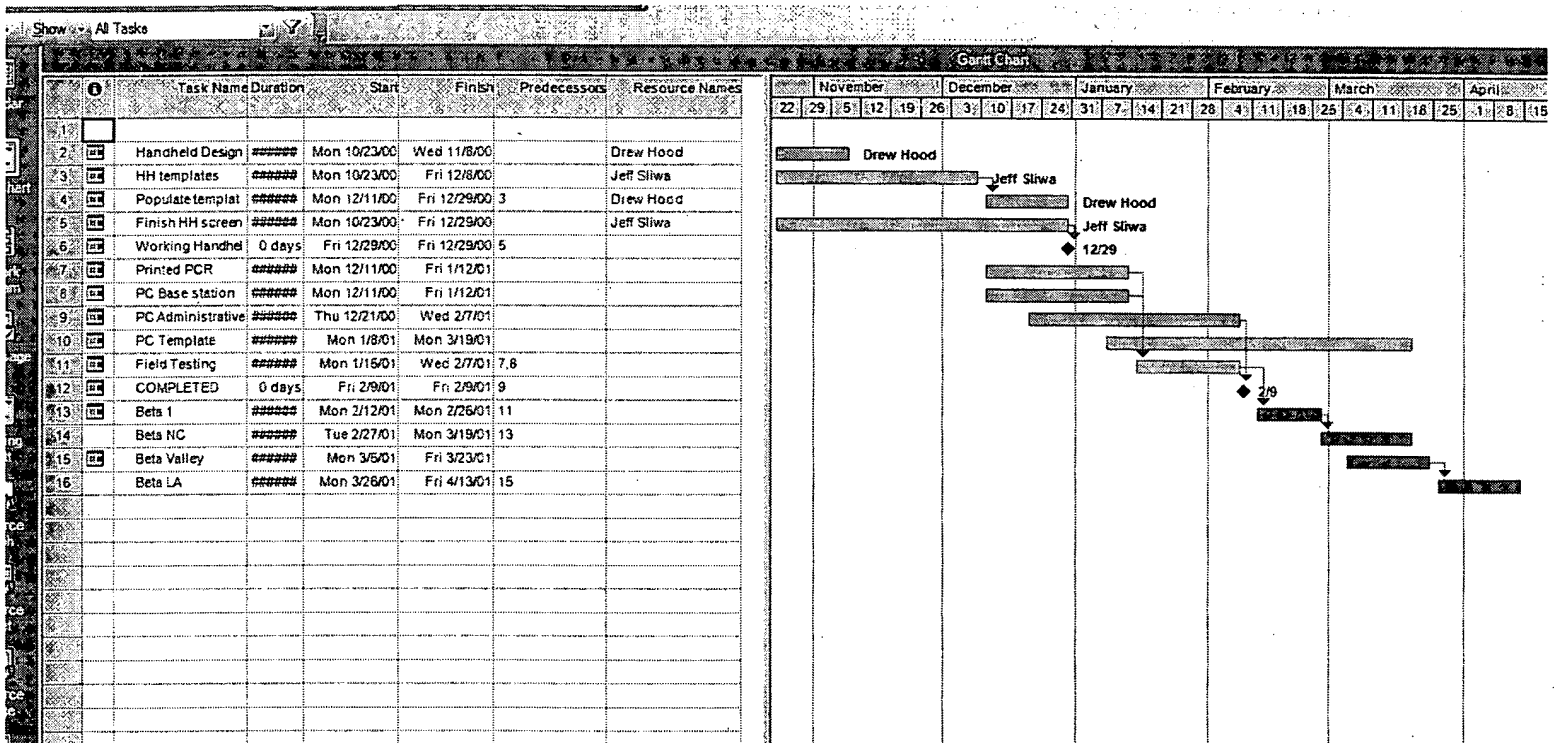 Show All Tasks
Gantt Chart
Task Name Duration Start Finish Predecessors Resource Names
November December January February March April
22 29 5 12 19 26 3 10 17 24 31 7 14 21 28 4 11 18 25 4 11 18 25 1 8 15
1
2 Handheld Design ###### Mon 10/23/00 Wed 11/8/00 Drew Hood
Drew Hood
3 HH templates ###### Mon 10/23/00 Fri 12/8/00 Jeff Sliwa
Jeff Sliwa
4 Populate templat ###### Mon 12/11/00 Fri 12/29/00 3 Drew Hood
Drew Hood
5 Finish HH screen ###### Mon 10/23/00 Fri 12/29/00 Jeff Sliwa
Jeff Sliwa
6 Working Handhel 0 days Fri 12/29/00 Fri 12/29/00 5
12/29
7 Printed PCR ###### Mon 12/11/00 Fri 1/12/01
8 PC Base station ###### Mon 12/11/00 Fri 1/12/01
9 PC Administrative ###### Thu 12/21/00 Wed 2/7/01
10 PC Template ###### Mon 1/8/01 Mon 3/19/01
11 Field Testing ###### Mon 1/15/01 Wed 2/7/01 7,8
12 COMPLETED 0 days Fri 2/9/01 Fri 2/9/01 9
2/9
13 Beta 1 ###### Mon 2/12/01 Mon 2/26/01 11
14 Beta NC ###### Tue 2/27/01 Mon 3/19/01 13
15 Beta Valley ###### Mon 3/5/01 Fri 3/23/01
16 Beta LA ###### Mon 3/26/01 Fri 4/13/01 15